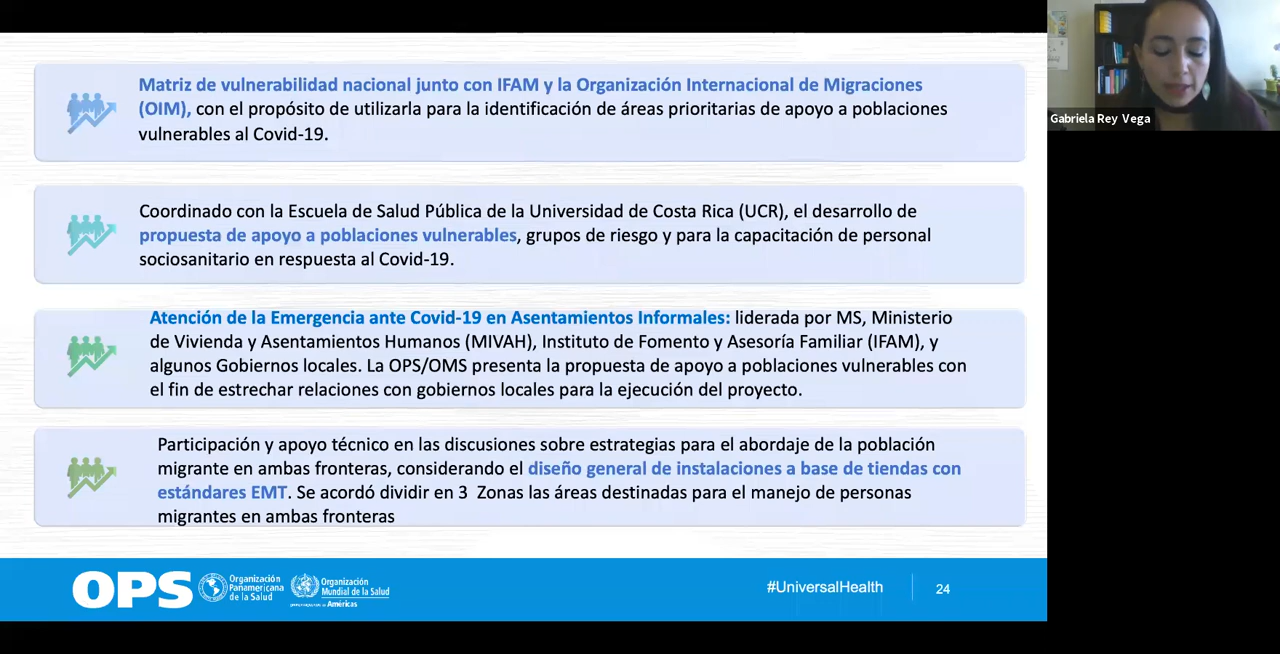 Matriz de vulnerabilidad nacional junto con IFAM y la Organización Internacional de Migraciones
(OIM), con el propósito de utilizarla para la identificación de áreas prioritarias de apoyo a poblaciones
vulnerables al Covid-19.
Coordinado con la Escuela de Salud Pública de la Universidad de Costa Rica (UCR), el desarrollo de
propuesta de apoyo a poblaciones vulnerables, grupos de riesgo y para la capacitación de personal
sociosanitario en respuesta al Covid-19.
Atención de la Emergencia ante Covid-19 en Asentamientos Informales: liderada por MS, Ministerio
de Vivienda y Asentamientos Humanos (MIVAH), Instituto de Fomento y Asesoría Familiar (IFAM), y
algunos Gobiernos locales. La OPS/OMS presenta la propuesta de apoyo a poblaciones vulnerables con
el fin de estrechar relaciones con gobiernos locales para la ejecución del proyecto.
Participación y apoyo técnico en las discusiones sobre estrategias para el abordaje de la población
migrante en ambas fronteras, considerando el diseño general de instalaciones a base de tiendas con
estándares EMT. Se acordó dividir en 3 Zonas las áreas destinadas para el manejo de personas
migrantes en ambas fronteras
OPS
Organización
Panamericana
de la Salud
Organización
Mundial de la Salud
Américas
#UniversalHealth
24
Gabriela Rey Vega